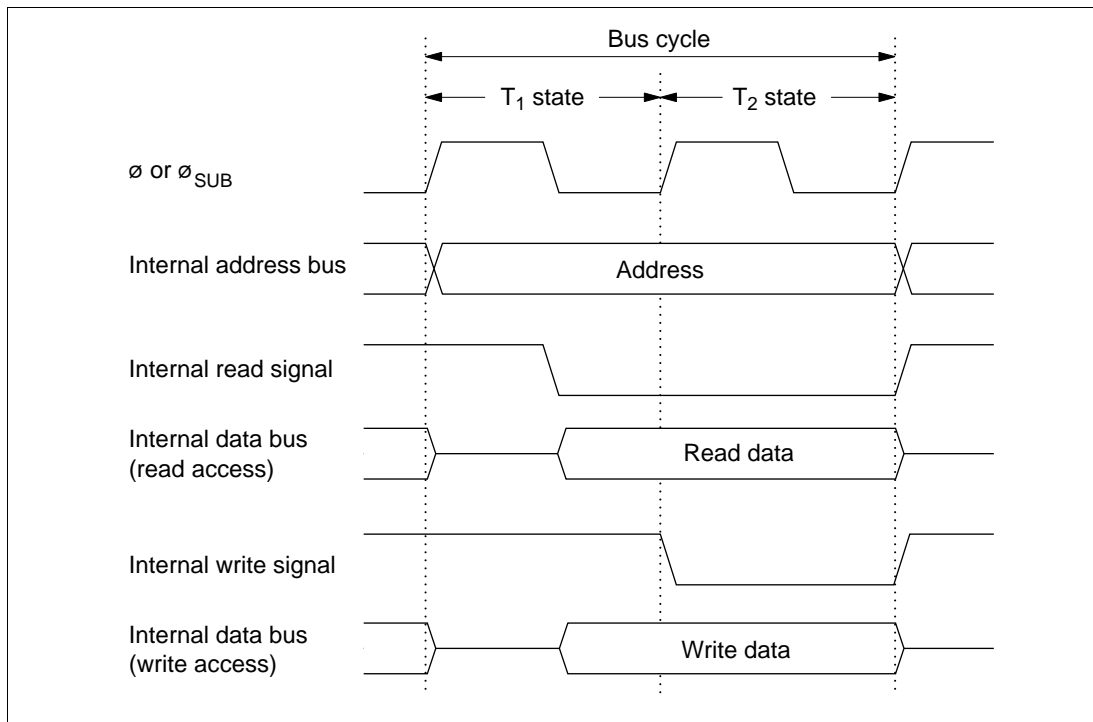 Bus cycle
T1 state
T2 state
ø or øSUB
Internal address bus
Address
Internal read signal
Internal data bus
(read access)
Read data
Internal write signal
Internal data bus
(write access)
Write data